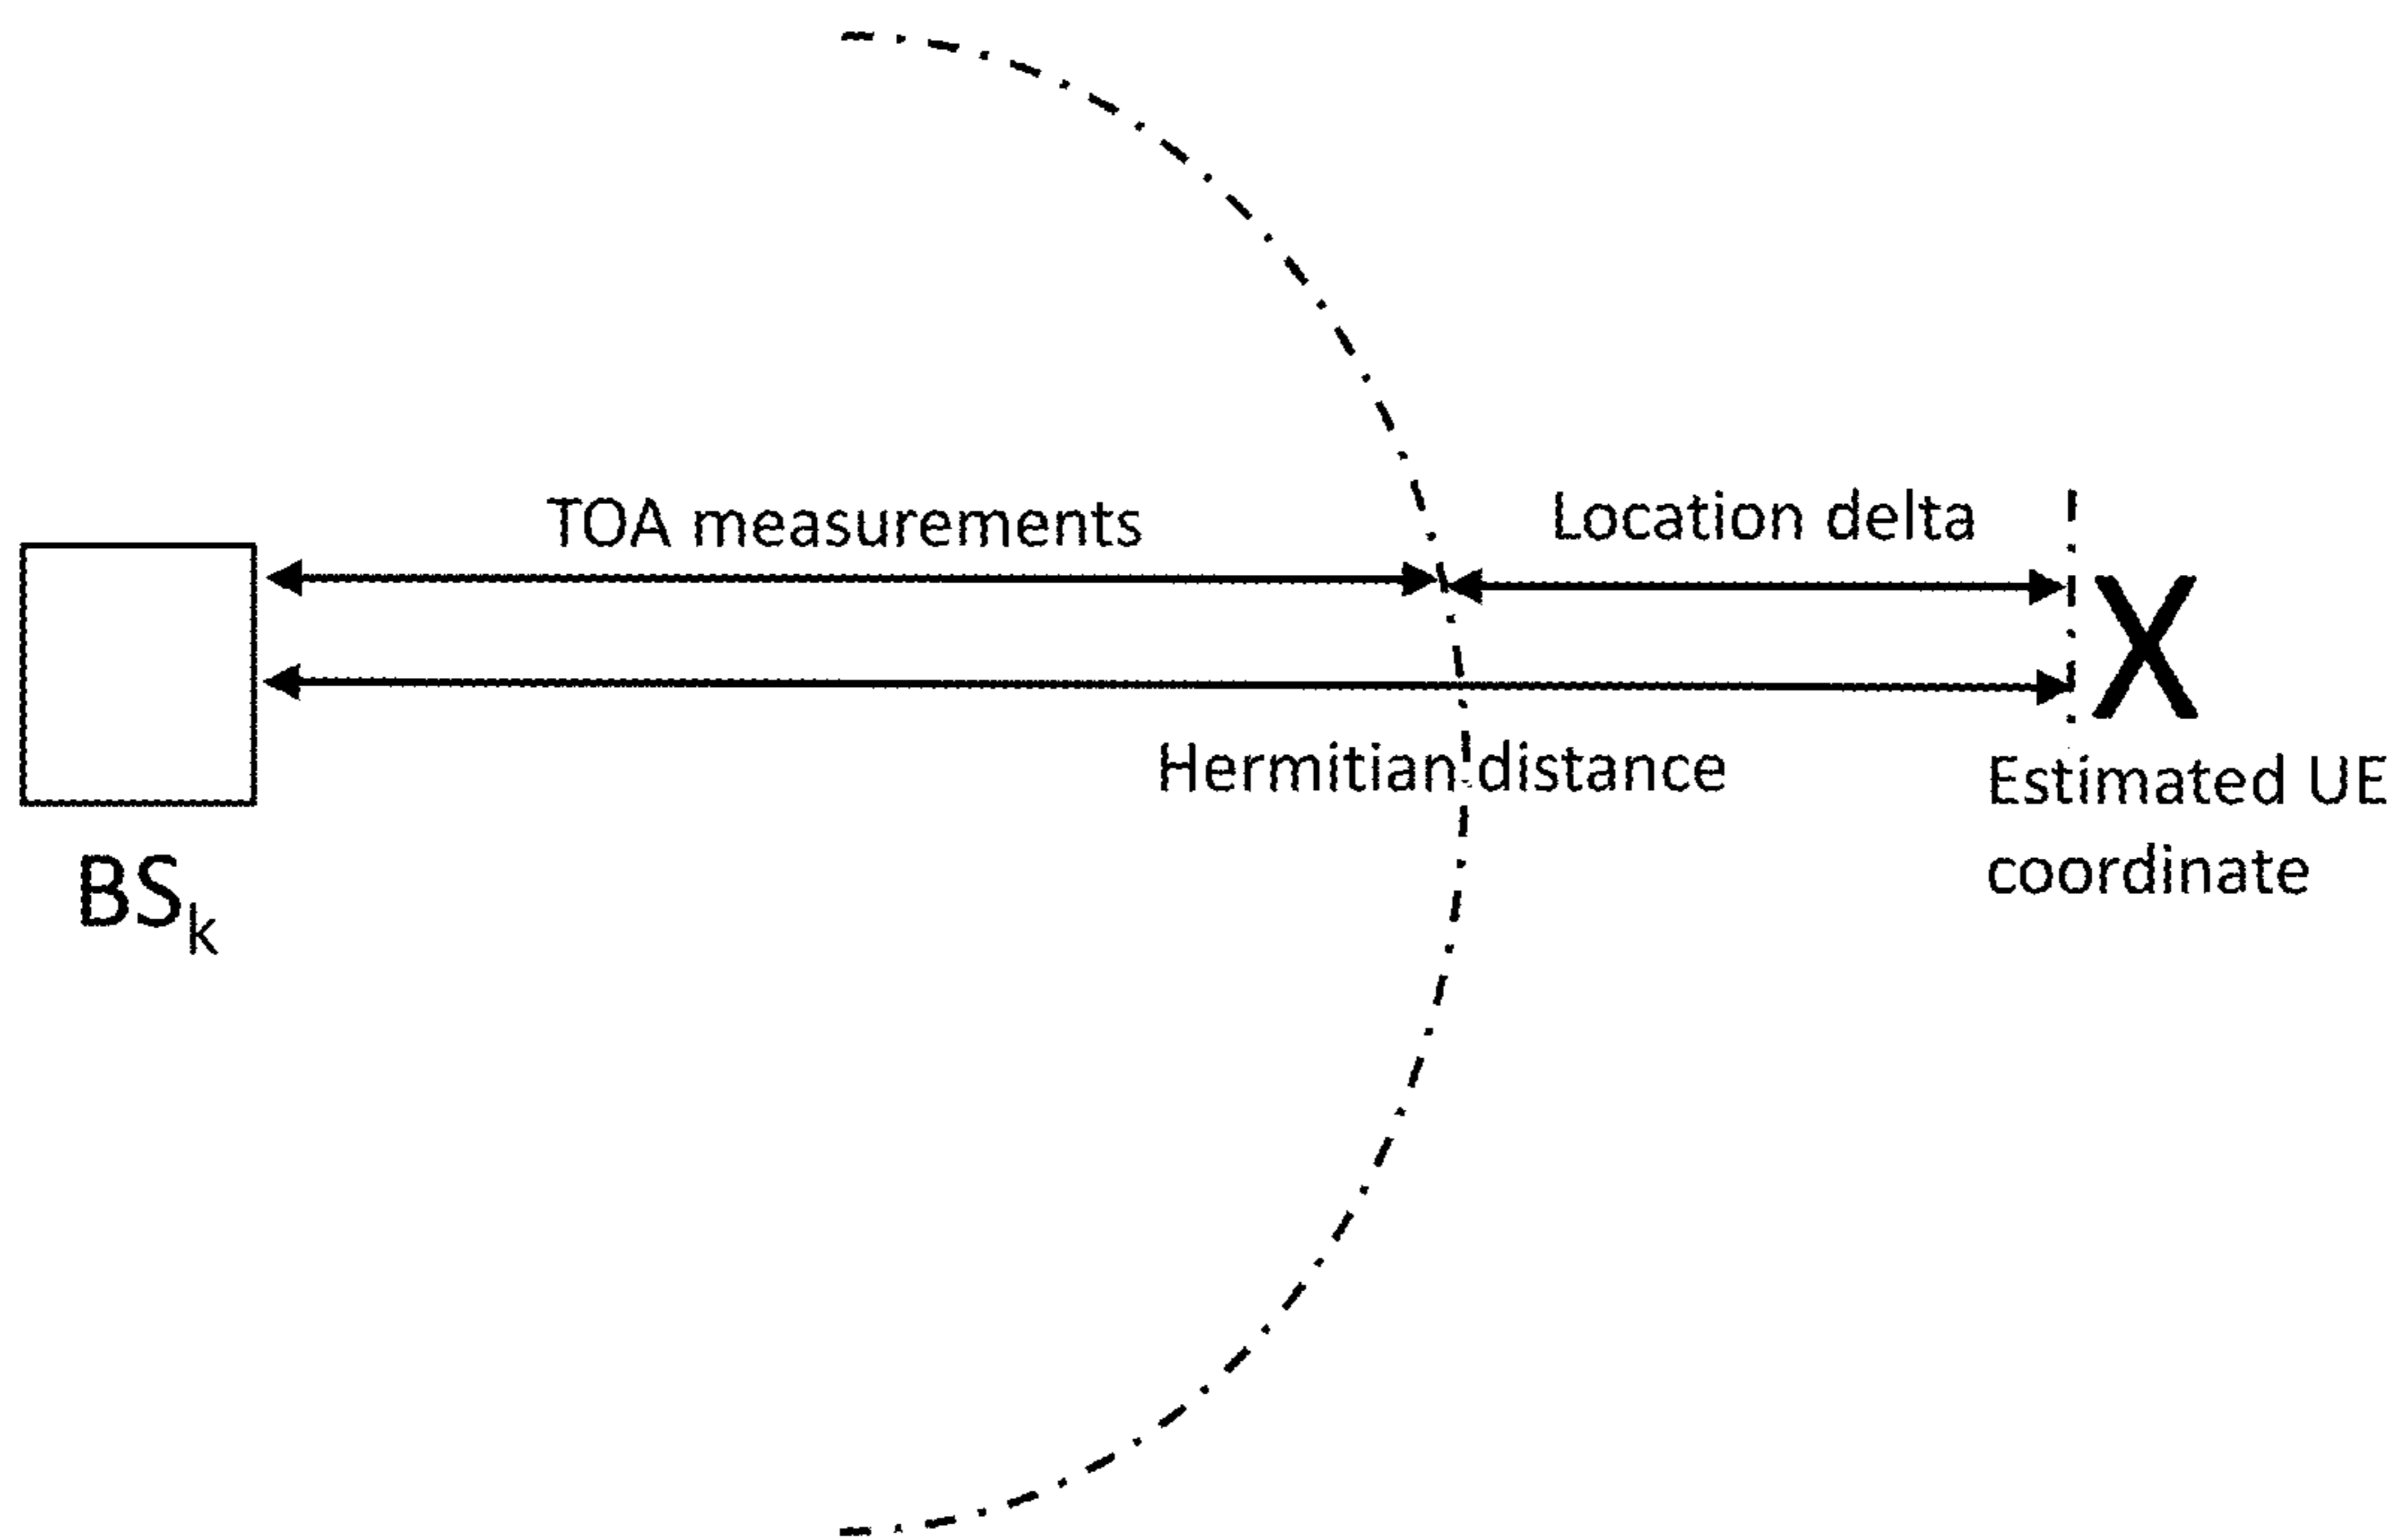 TOA measurements
Location delta
X
Hermitian distance
Estimated UE
coordinate
BSk